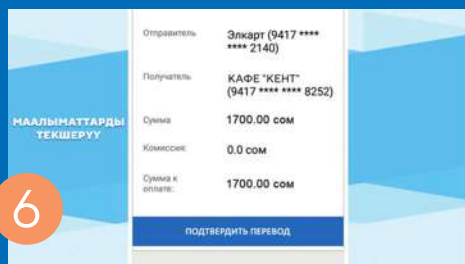 Отправитель
Элкарт (9417 ****
**** 2140)
Получатель
КАФЕ "КЕНТ"
(9417 **** **** 8252)
МААЛЫМАТТАРДЫ
ТЕКШЕРҮҮ
Сумма
1700.00 сом
Комиссия:
0.0 сом
Сумма к
оплате:
1700.00 сом
6
ПОДТВЕРДИТЬ ПЕРЕВОД